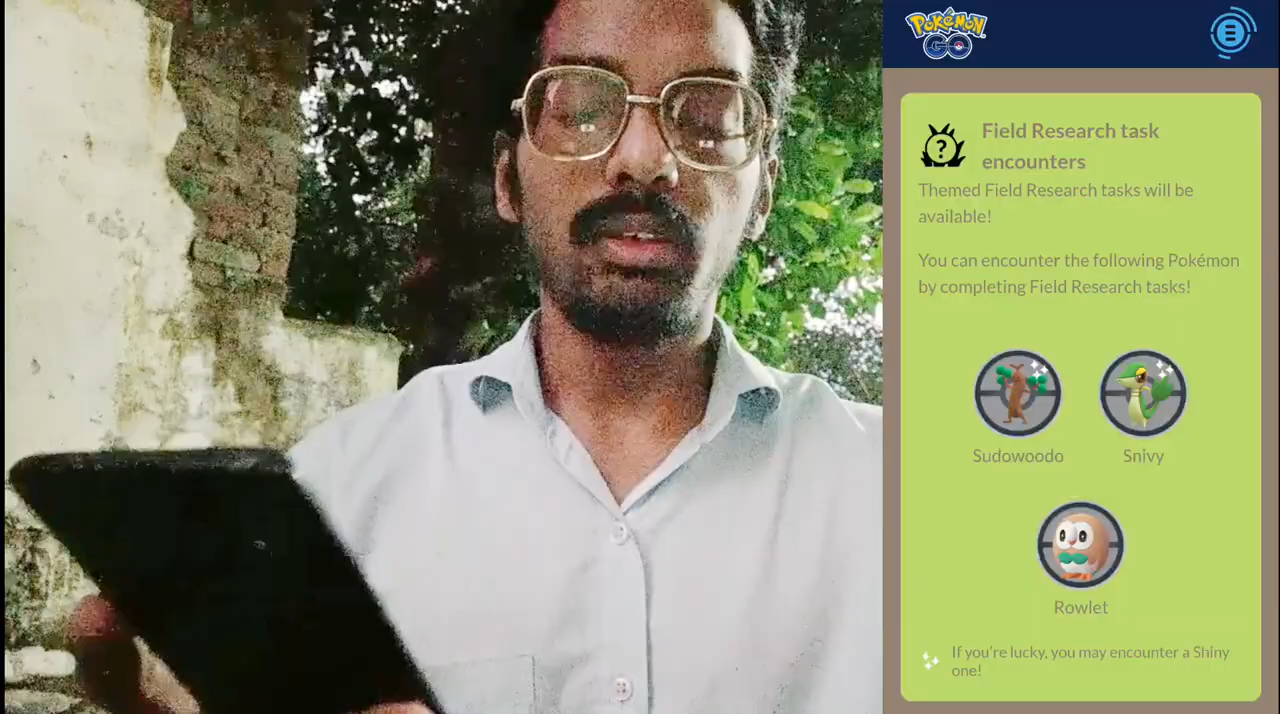 Pokémon
GO
Field Research task
encounters
Themed Field Research tasks will be
available!
You can encounter the following Pokémon
by completing Field Research tasks!
Sudowoodo
Snivy
Rowlet
If you're lucky, you may encounter a Shiny
one!